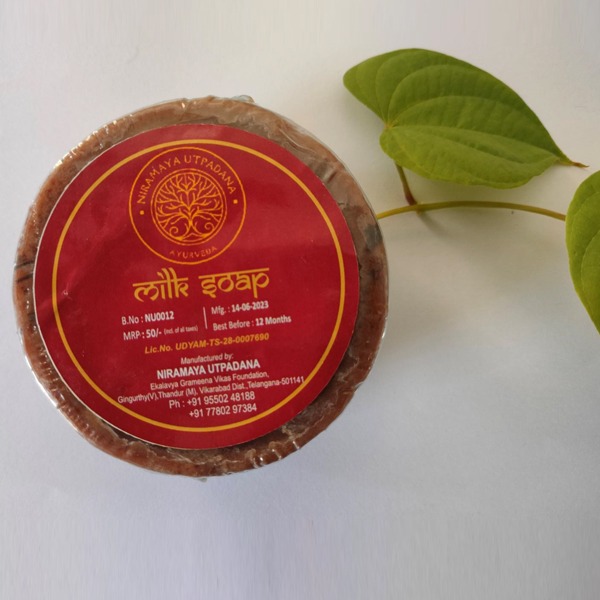 NIRAMAYA UTPADANA
AYURVEDA
milk soap
B.No : NU0012
MRP : 50/- (incl. of all taxes)
Mfg. : 14-06-2023
Best Before : 12 Months
Lic.No. UDYAM-TS-28-0007690
Manufactured by:
NIRAMAYA UTPADANA
Ekalavya Grameena Vikas Foundation,
Gingurthy(V),Thandur (M), Vikarabad Dist.,Telangana-501141
Ph : +91 95502 48188
+91 77802 97384